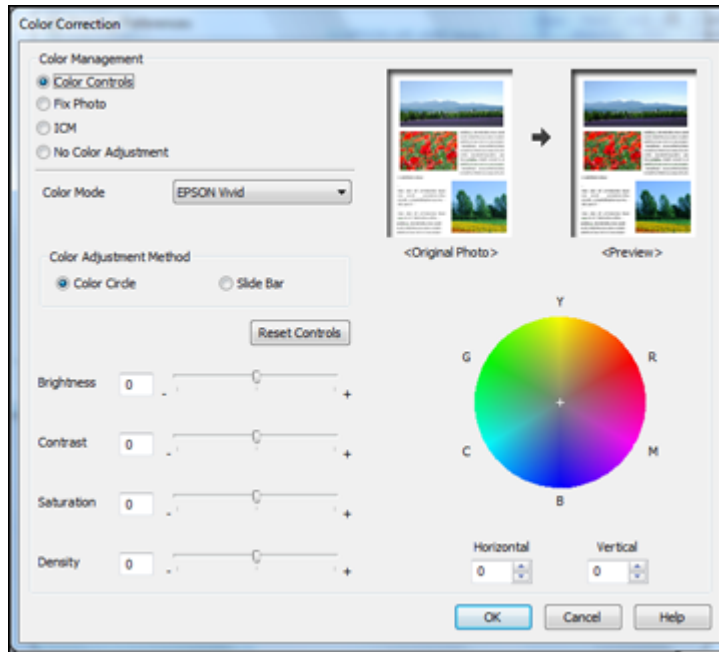 Color Correction
Color Management
Color Controls
Fix Photo
ICM
No Color Adjustment
Color Mode
EPSON Vivid
<Original Photo>
<Preview>
Color Adjustment Method
Color Circle
Slide Bar
Reset Controls
Y
G
R
C
M
B
Brightness
0
-
+
Contrast
0
-
+
Saturation
0
-
+
Density
0
-
+
Horizontal
Vertical
0
0
OK
Cancel
Help